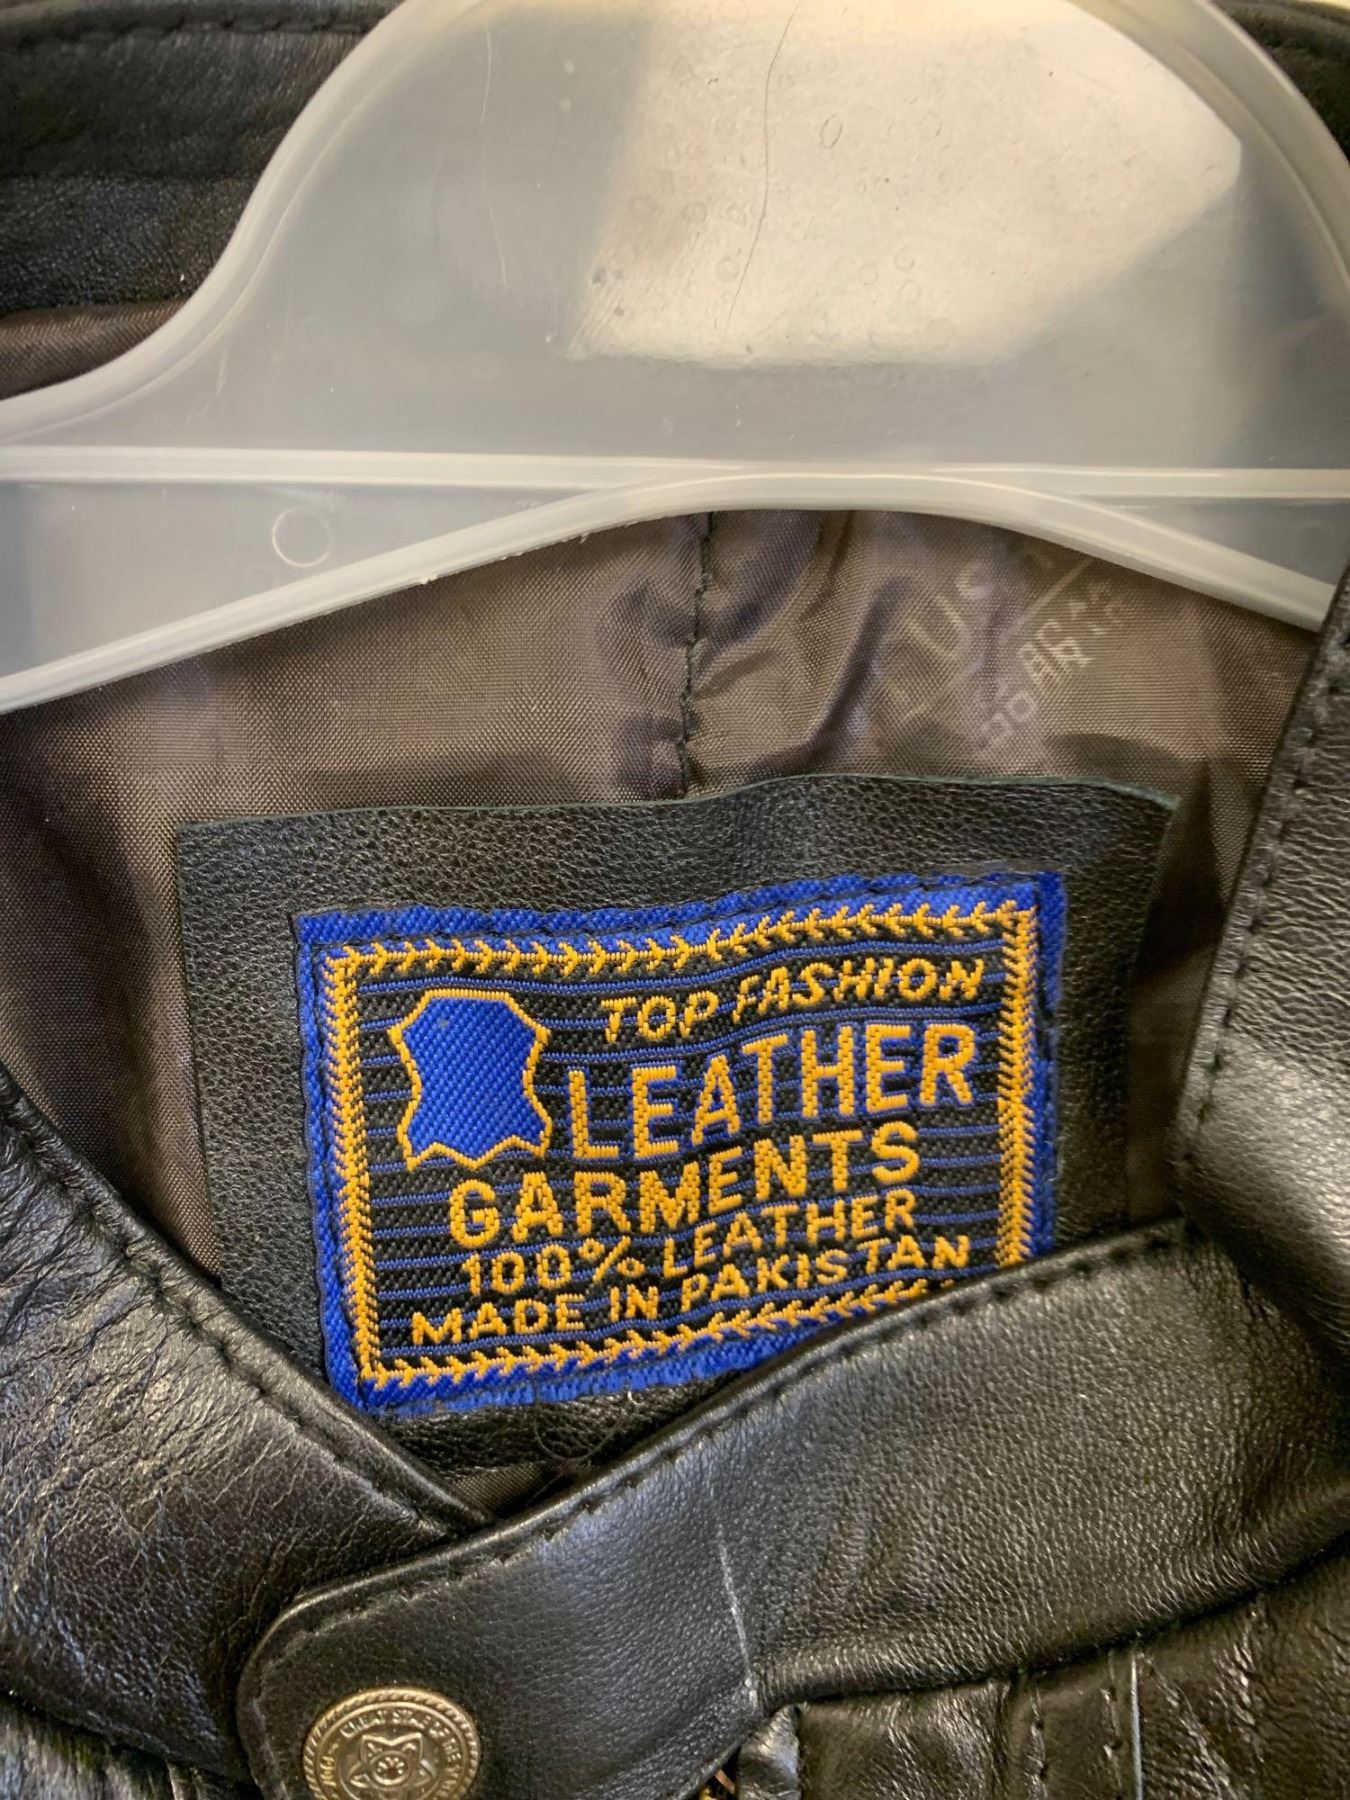 TOP FASHION
LEATHER
GARMENTS
100% LEATHER
MADE IN PAKISTAN